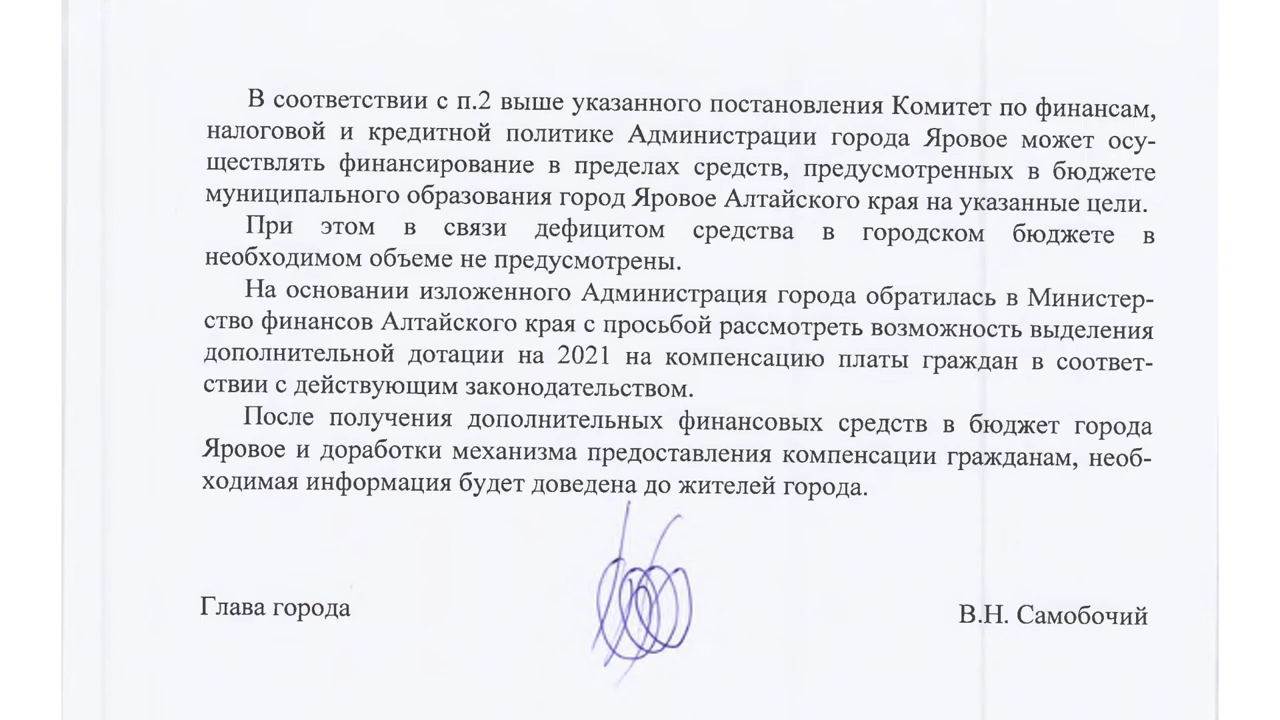 В соответствии с п.2 выше указанного постановления Комитет по финансам,
налоговой и кредитной политике Администрации города Яровое может осу-
ществлять финансирование в пределах средств, предусмотренных в бюджете
муниципального образования город Яровое Алтайского края на указанные цели.
При этом в связи дефицитом средства в городском бюджете в
необходимом объеме не предусмотрены.
На основании изложенного Администрация города обратилась в Министер-
ство финансов Алтайского края с просьбой рассмотреть возможность выделения
дополнительной дотации на 2021 на компенсацию платы граждан в соответ-
ствии с действующим законодательством.
После получения дополнительных финансовых средств в бюджет города
Яровое и доработки механизма предоставления компенсации гражданам, необ-
ходимая информация будет доведена до жителей города.
Глава города В.Н. Самобочий